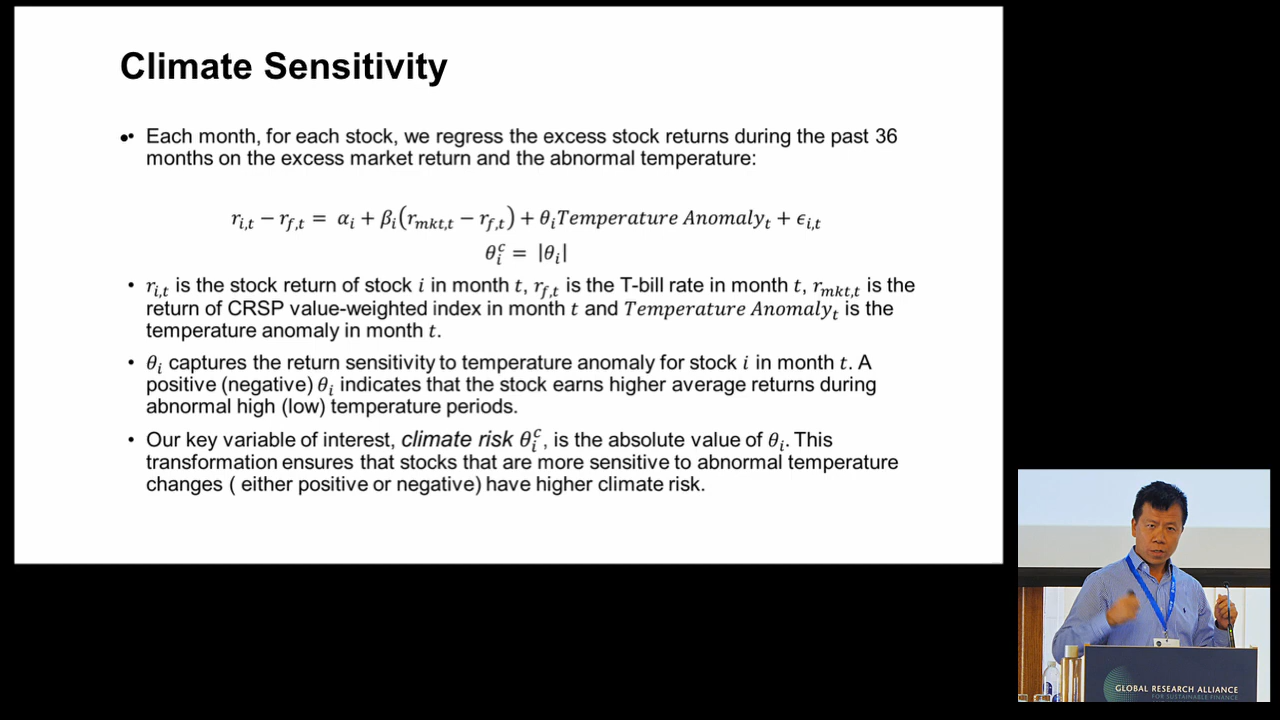 Climate Sensitivity
•• Each month, for each stock, we regress the excess stock returns during the past 36
months on the excess market return and the abnormal temperature:
r_{i,t} − r_{f,t} = α_i + β_i(r_{mkt,t} − r_{f,t}) + θ_i Temperature Anomaly_t + ϵ_{i,t}
θ_i^c = |θ_i|
• r_{i,t} is the stock return of stock i in month t, r_{f,t} is the T-bill rate in month t, r_{mkt,t} is the
return of CRSP value-weighted index in month t and Temperature Anomaly_t is the
temperature anomaly in month t.
• θ_i captures the return sensitivity to temperature anomaly for stock i in month t. A
positive (negative) θ_i indicates that the stock earns higher average returns during
abnormal high (low) temperature periods.
• Our key variable of interest, climate risk θ_i^c, is the absolute value of θ_i. This
transformation ensures that stocks that are more sensitive to abnormal temperature
changes ( either positive or negative) have higher climate risk.
GLOBAL RESEARCH ALLIANCE
FOR SUSTAINABLE FINANCE